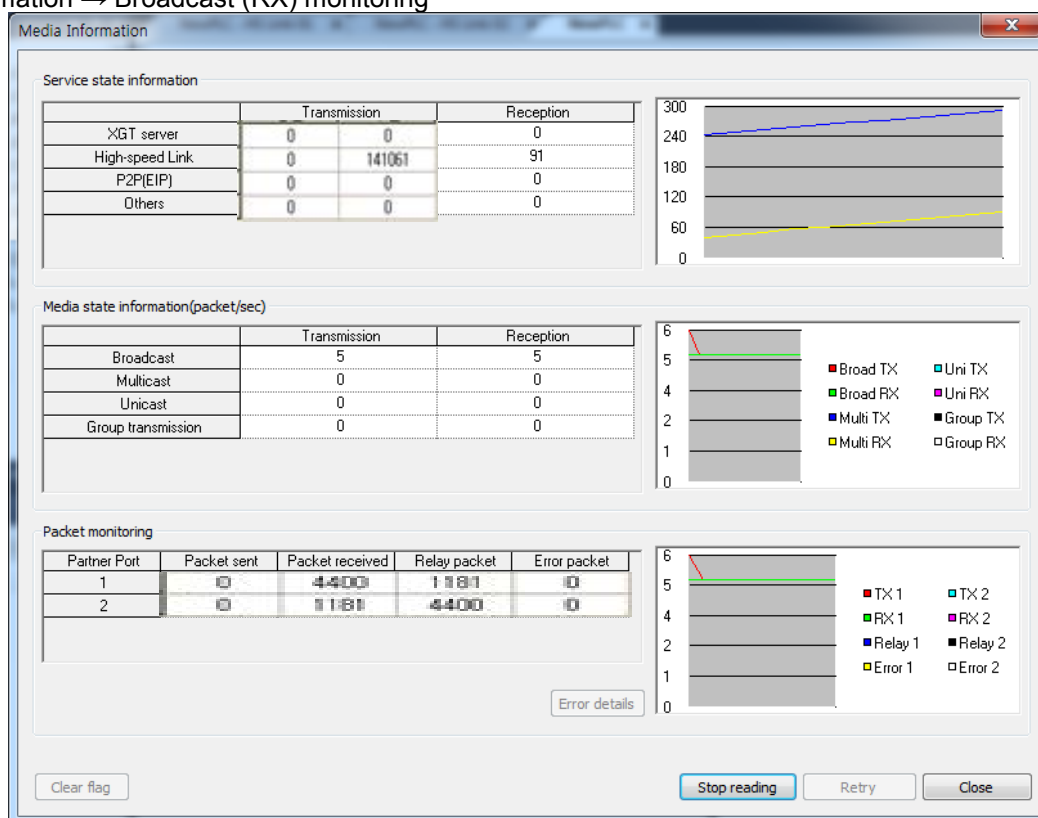 mation → Broadcast (RX) monitoring
Media Information
Service state information
Transmission Reception
XGT server 0 0 0
High-speed Link 0 141061 91
P2P(EIP) 0 0 0
Others 0 0 0
300
240
180
120
60
0
Media state information(packet/sec)
Transmission Reception
Broadcast 5 5
Multicast 0 0
Unicast 0 0
Group transmission 0 0
6
5
4
2
1
0
Broad TX Uni TX
Broad RX Uni RX
Multi TX Group TX
Multi RX Group RX
Packet monitoring
Partner Port Packet sent Packet received Relay packet Error packet
1 0 4400 1181 0
2 0 1181 4400 0
6
5
4
2
1
0
TX 1 TX 2
RX 1 RX 2
Relay 1 Relay 2
Error 1 Error 2
Error details
Clear flag Stop reading Retry Close